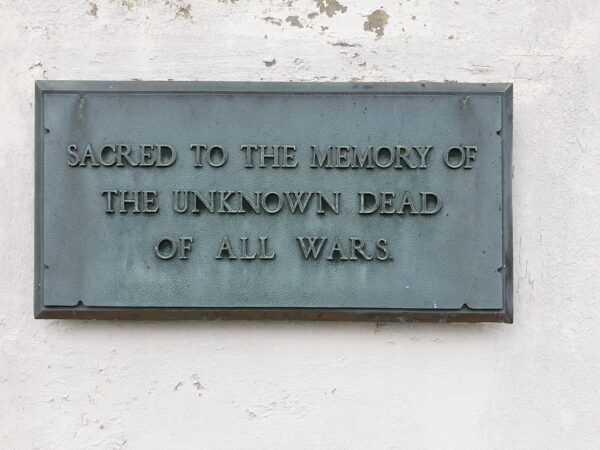 SACRED TO THE MEMORY OF
THE UNKNOWN DEAD
OF ALL WARS.